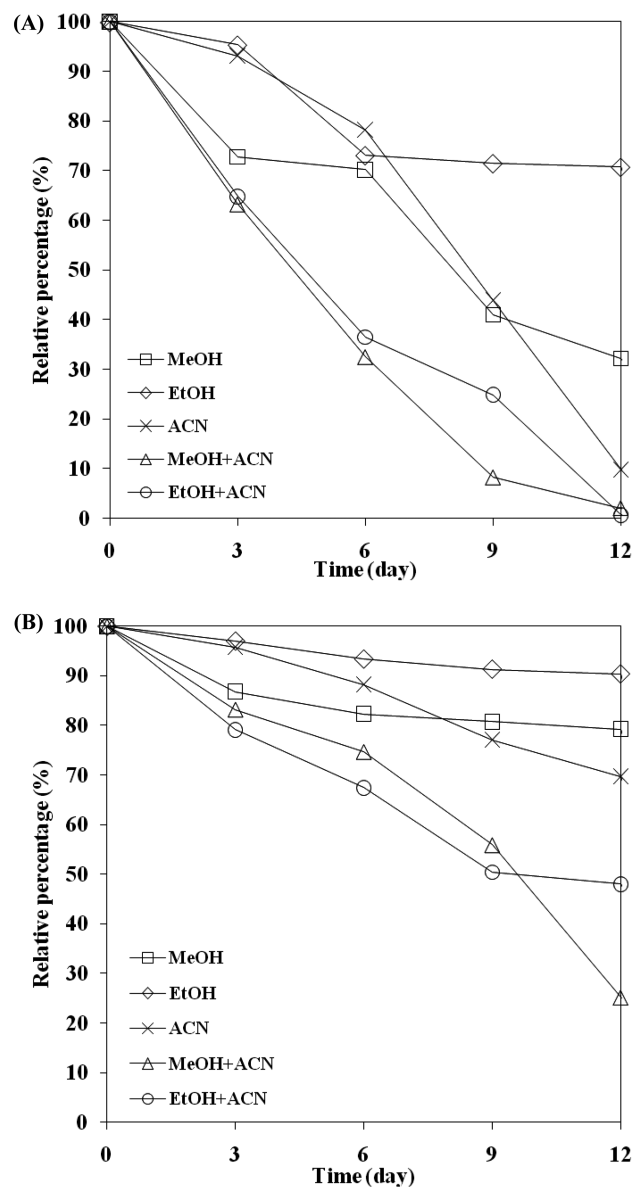 (A)
Relative percentage (%)
100
90
80
70
60
50
40
30
20
10
0
MeOH
EtOH
ACN
MeOH+ACN
EtOH+ACN
0 3 6 9 12
Time (day)
(B)
Relative percentage (%)
100
90
80
70
60
50
40
30
20
10
0
MeOH
EtOH
ACN
MeOH+ACN
EtOH+ACN
0 3 6 9 12
Time (day)